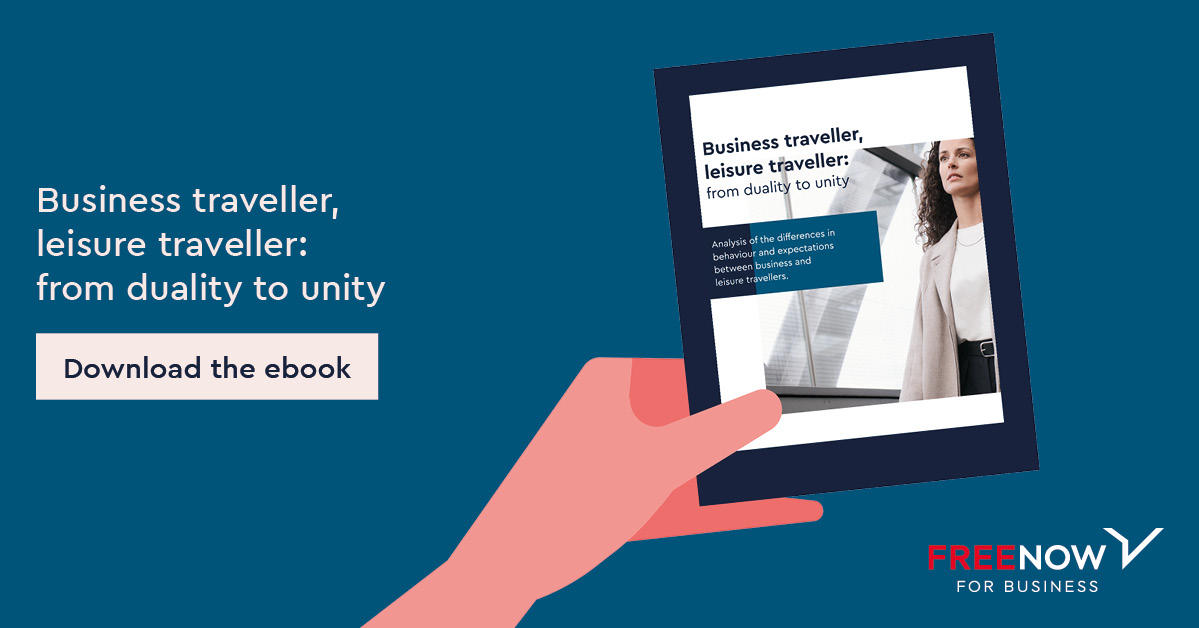 Business traveller,
leisure traveller:
from duality to unity
Download the ebook
Business traveller,
leisure traveller:
from duality to unity
Analysis of the differences in
behaviour and expectations
between business and
leisure travellers.
FREENOW
FOR BUSINESS